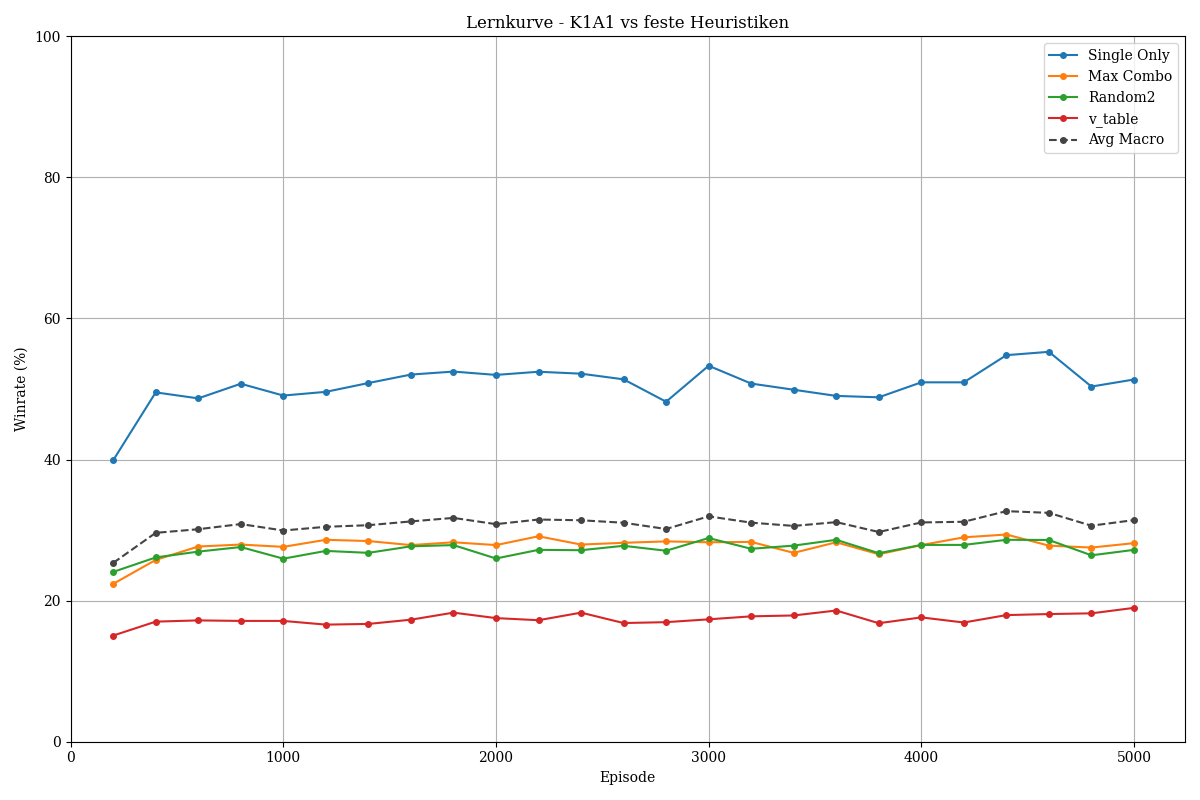 Lernkurve - K1A1 vs feste Heuristiken
100
80
60
40
20
0
Winrate (%)
Single Only
Max Combo
Random2
v_table
Avg Macro
0 1000 2000 3000 4000 5000
Episode